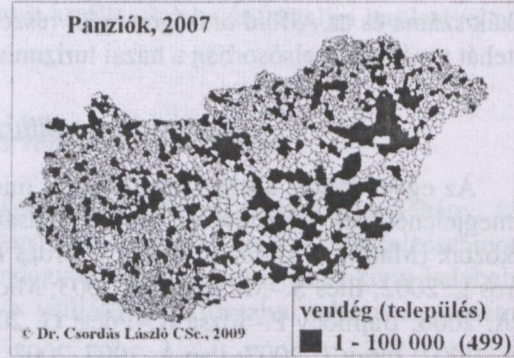 Panziók, 2007
vendég (település)
1 - 100 000 (499)
© Dr. Csordás László CSc., 2009